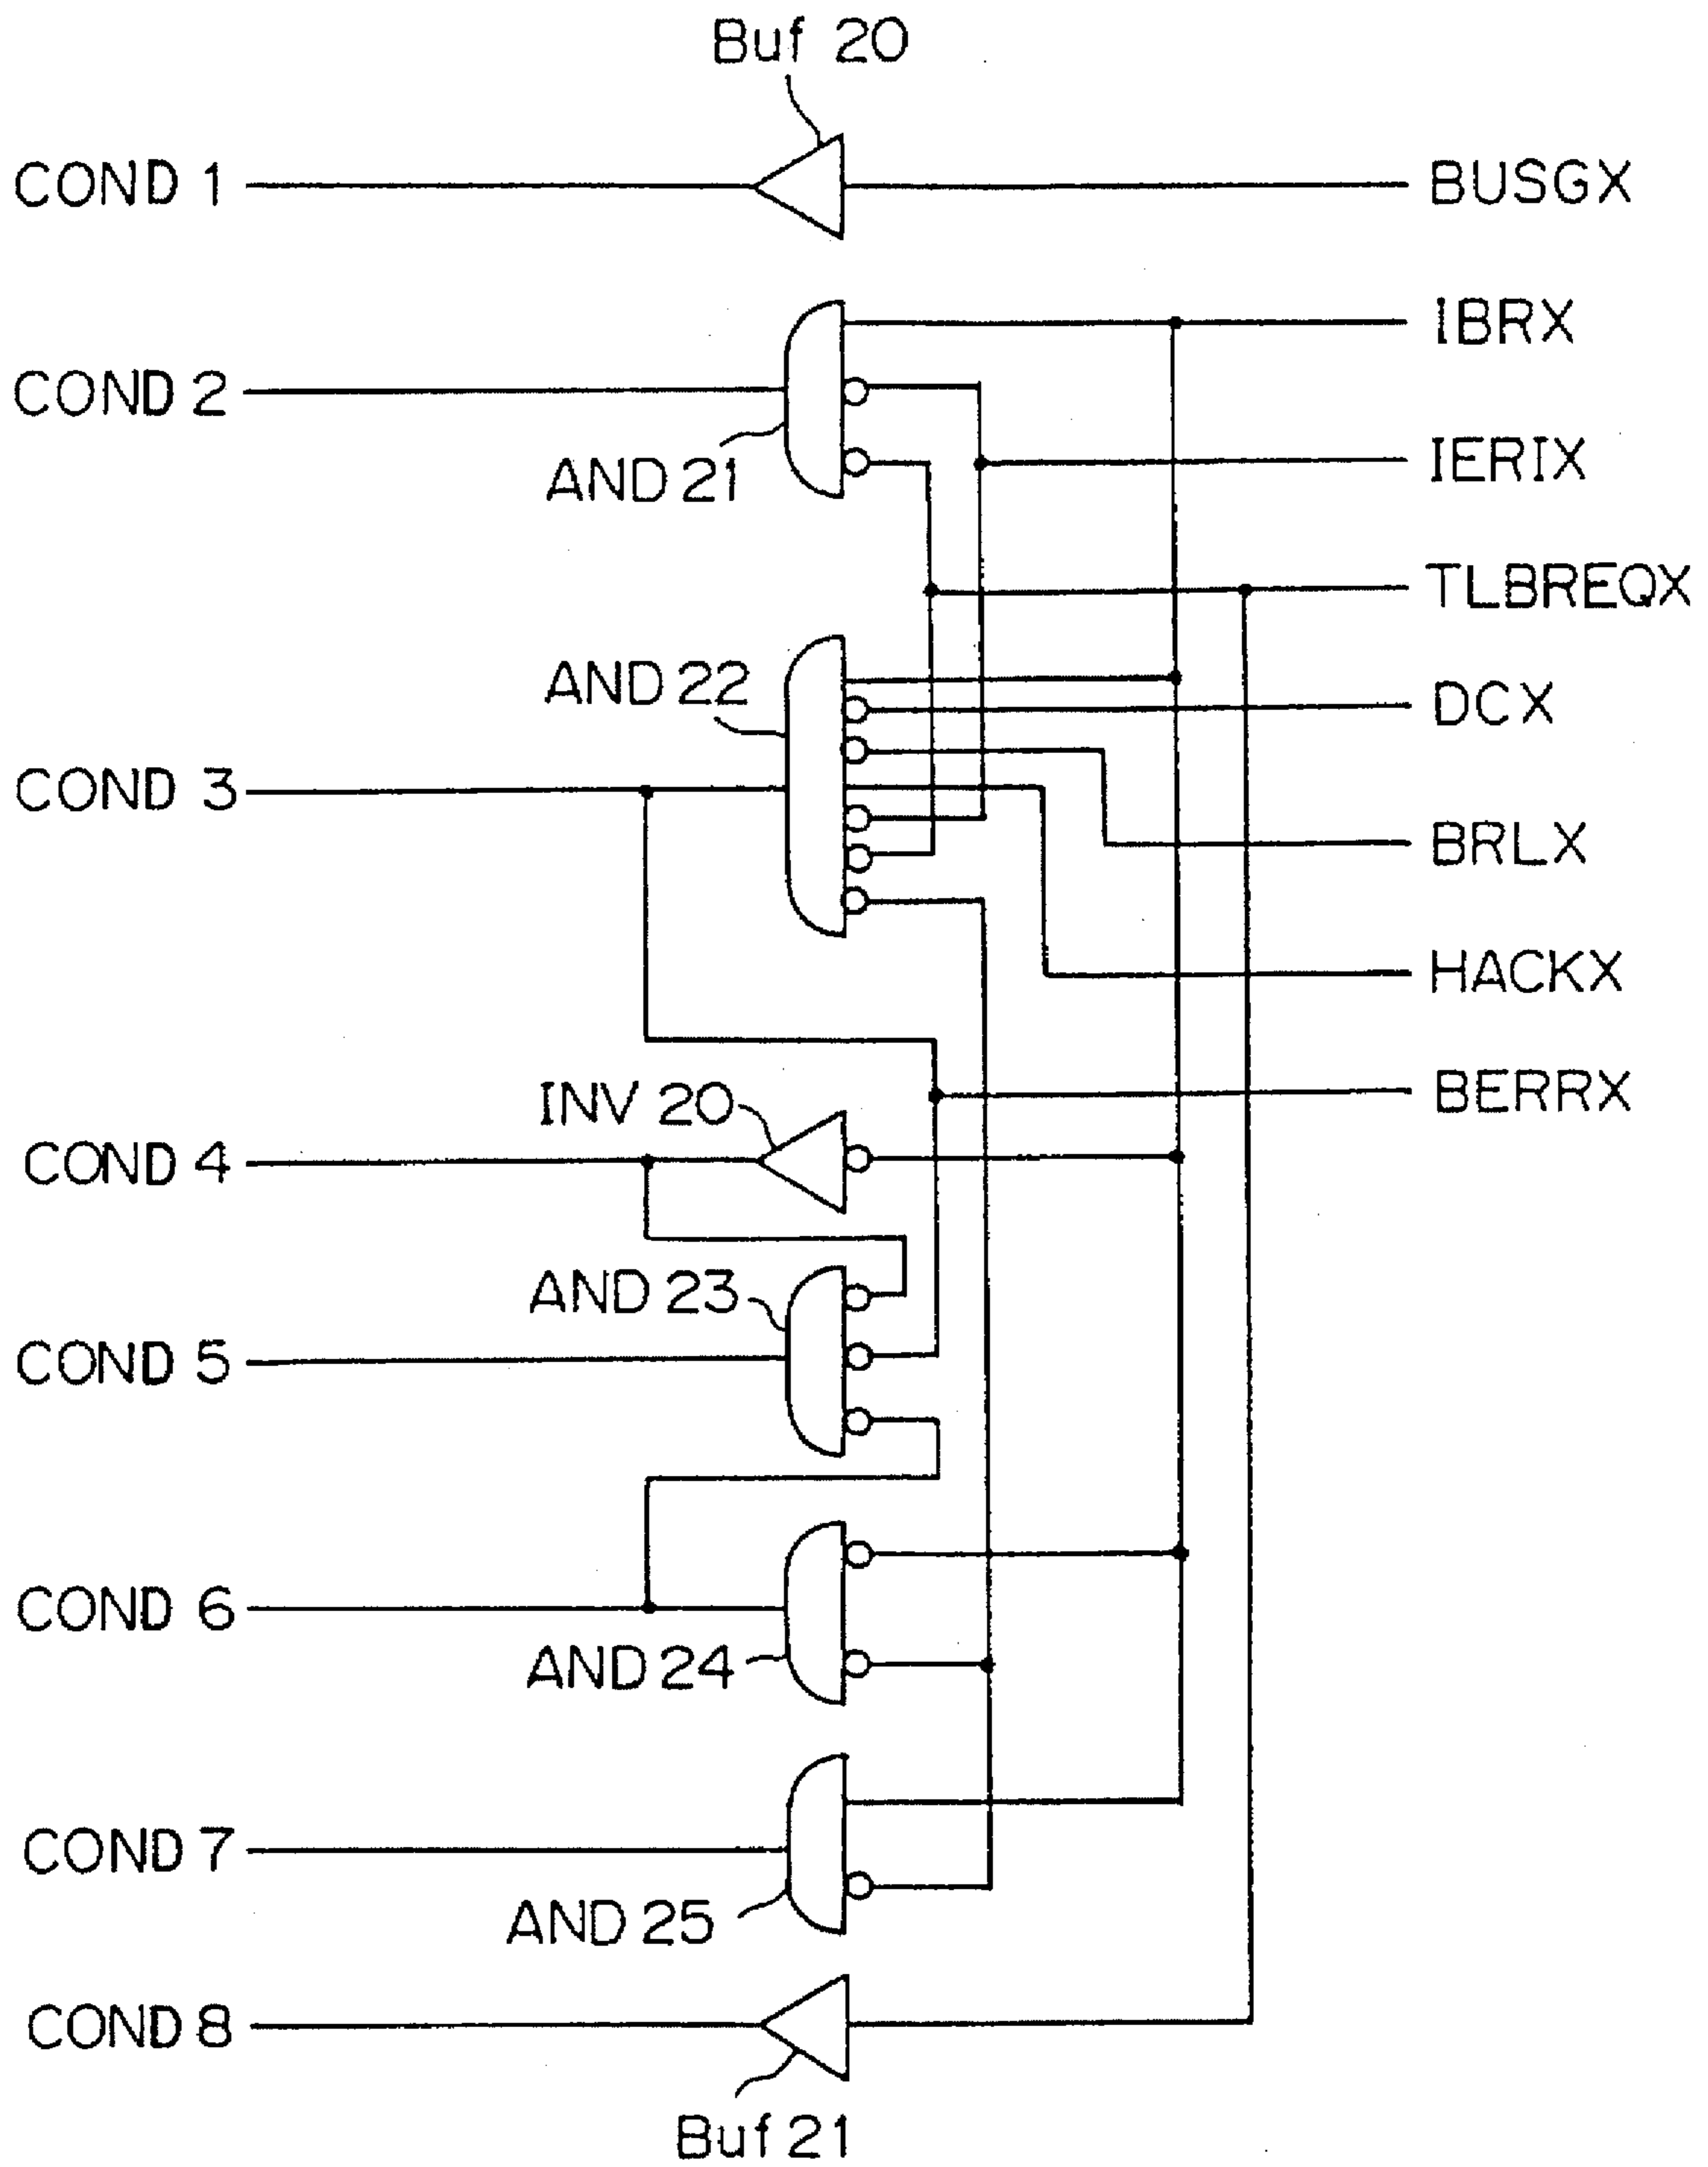 Buf 20
COND 1
BUSGX
IBRX
COND 2
IERIX
AND 21
TLBREQX
AND 22
DCX
COND 3
BRLX
HACKX
BERRX
INV 20
COND 4
AND 23
COND 5
COND 6
AND 24
COND 7
AND 25
COND 8
Buf 21